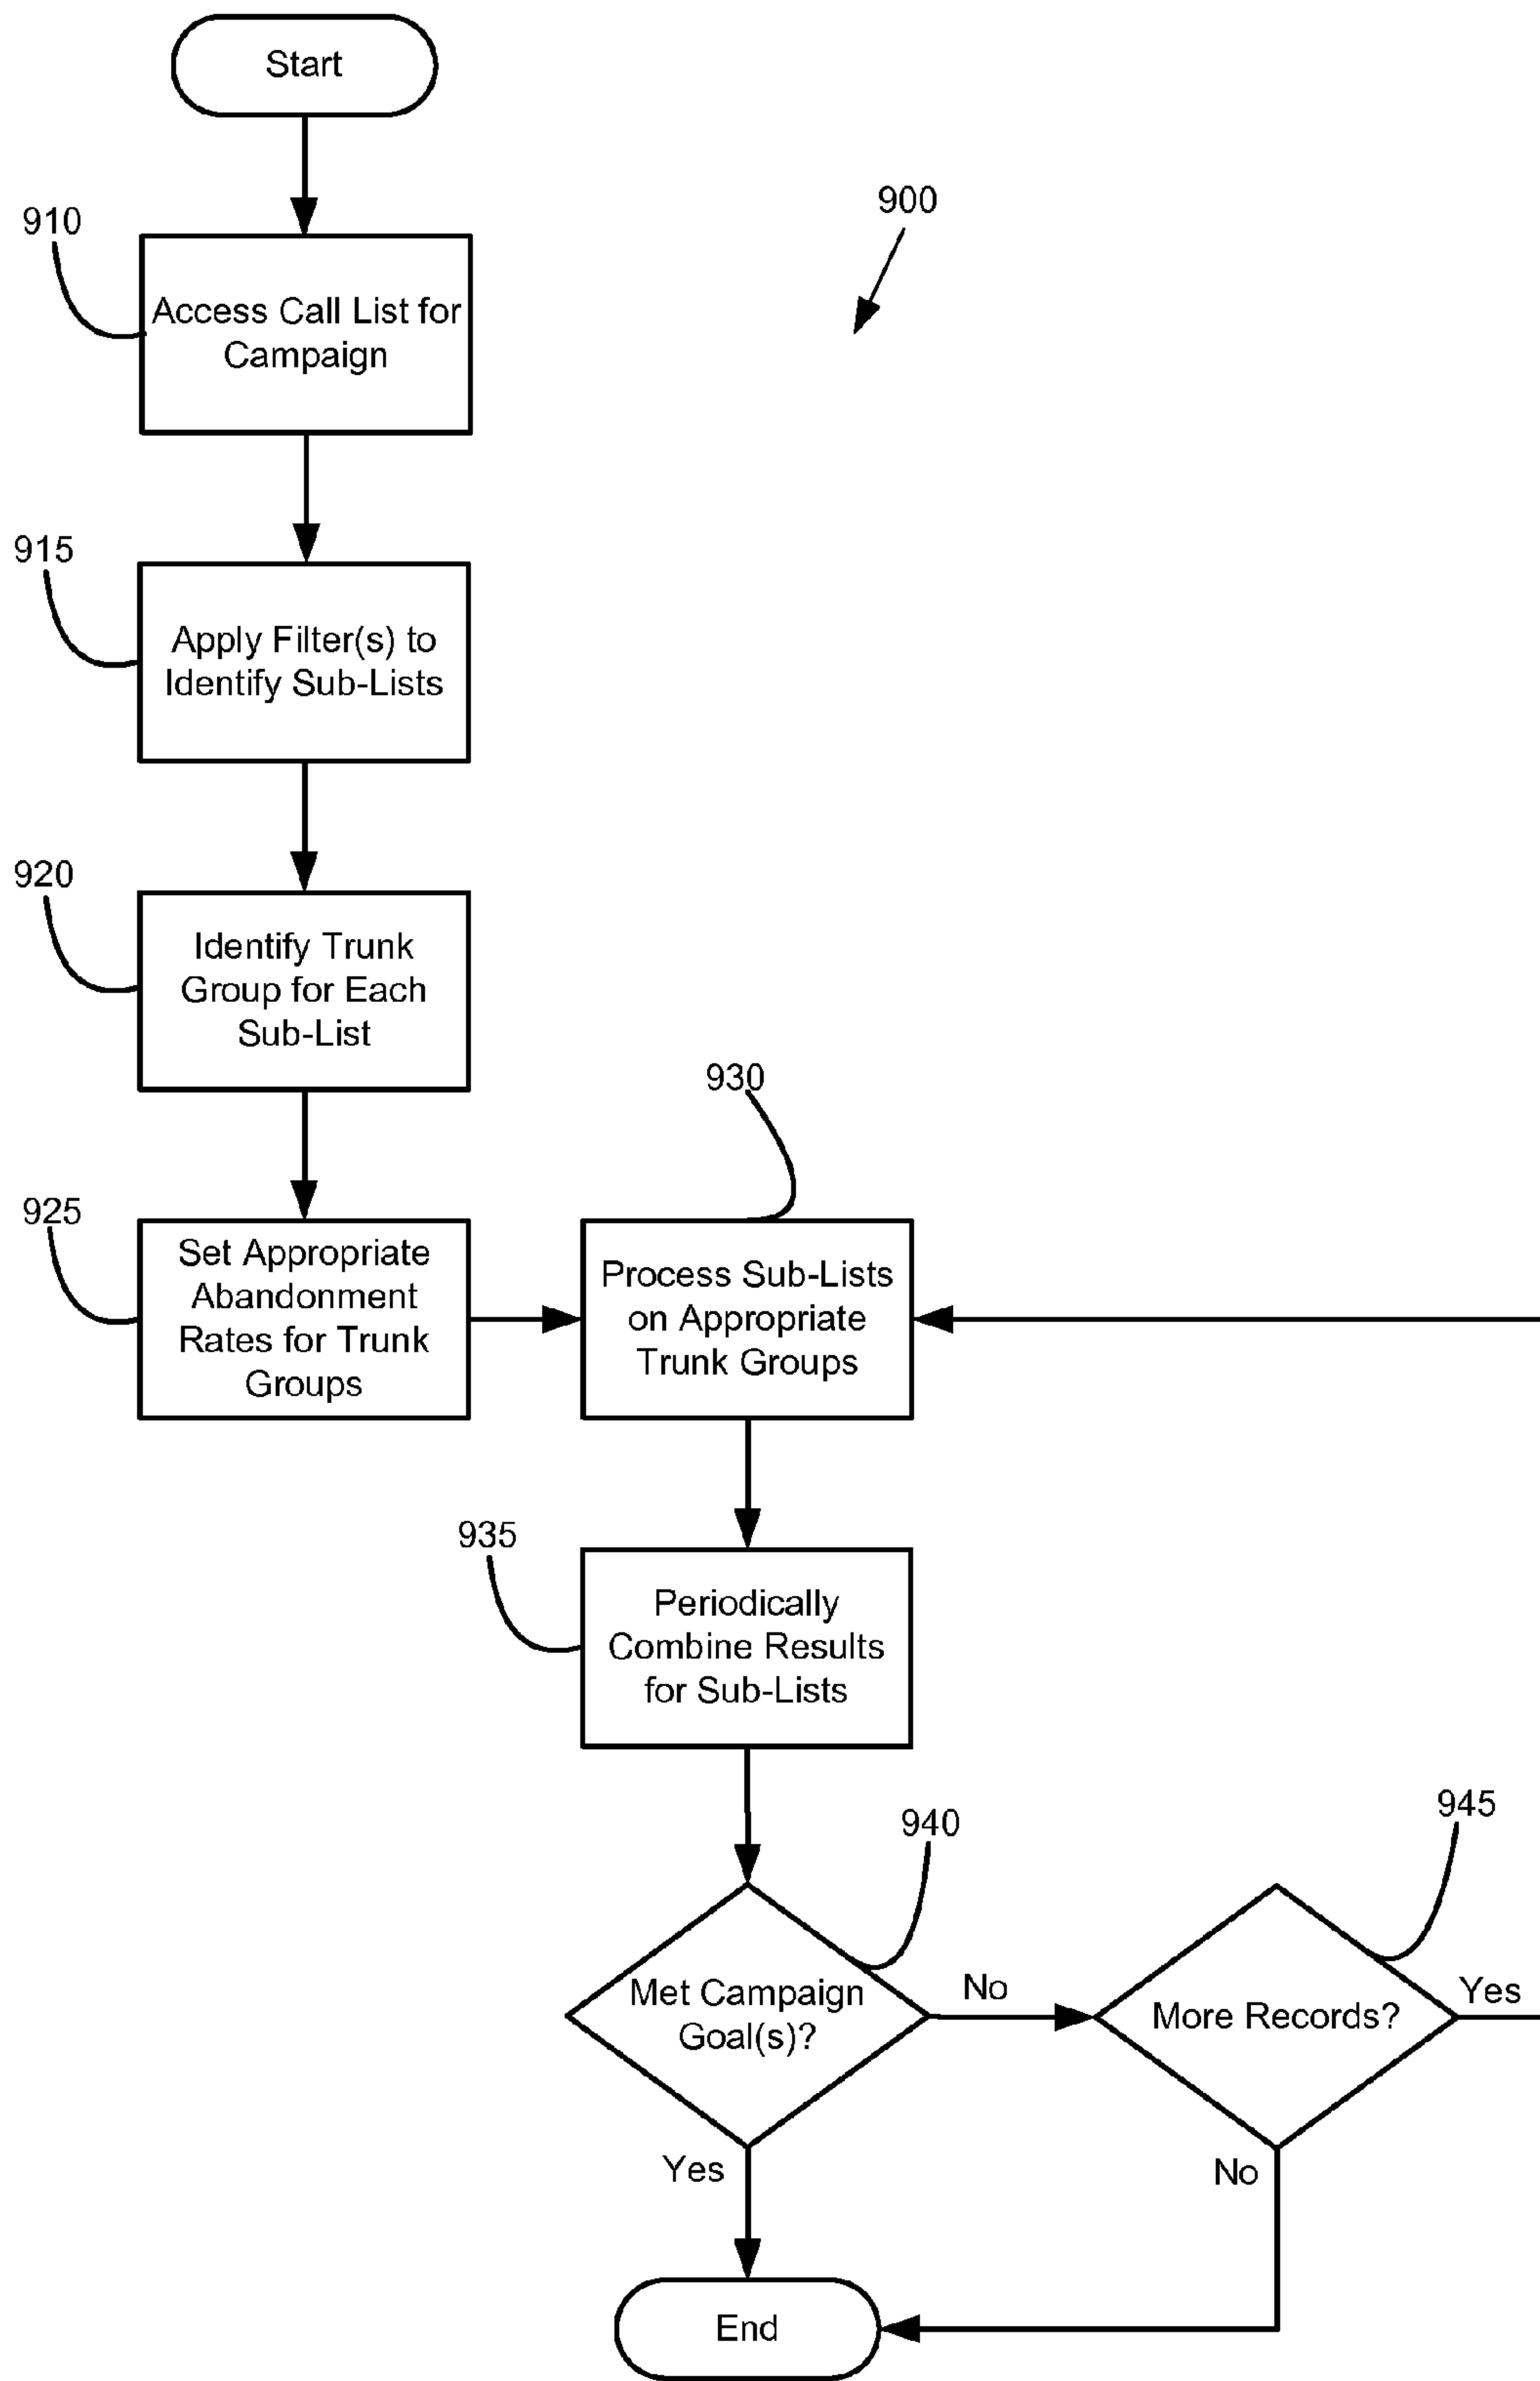 Start
900
910
Access Call List for
Campaign
915
Apply Filter(s) to
Identify Sub-Lists
920
Identify Trunk
Group for Each
Sub-List
925
Set Appropriate
Abandonment
Rates for Trunk
Groups
930
Process Sub-Lists
on Appropriate
Trunk Groups
935
Periodically
Combine Results
for Sub-Lists
940
Met Campaign
Goal(s)?
No
945
More Records?
Yes
Yes
No
End